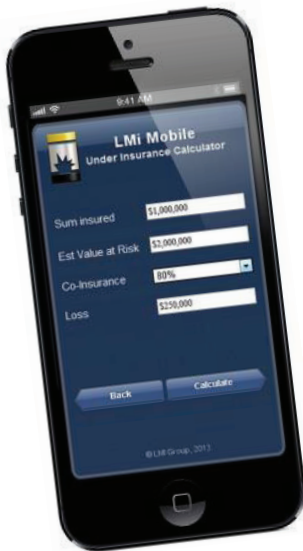 9:41 AM
LMi Mobile
Under Insurance Calculator
Sum insured $1,000,000
Est Value at Risk $2,000,000
Co-Insurance 80%
Loss $250,000
Back Calculate
© LMI Group, 2012